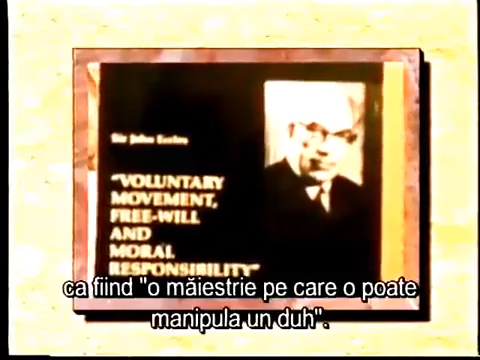 Sir John Eccles
"VOLUNTARY
MOVEMENT,
FREE-WILL
AND
MORAL
RESPONSIBILITY"
ca fiind "o măiestrie pe care o poate
manipula un duh".